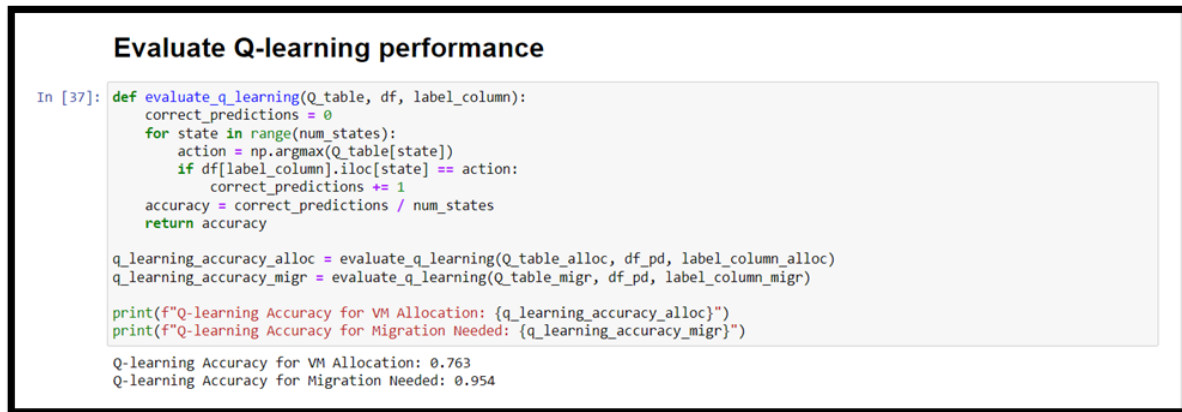 Evaluate Q-learning performance
In [37]: def evaluate_q_learning(Q_table, df, label_column):
    correct_predictions = 0
    for state in range(num_states):
        action = np.argmax(Q_table[state])
        if df[label_column].iloc[state] == action:
            correct_predictions += 1
    accuracy = correct_predictions / num_states
    return accuracy
q_learning_accuracy_alloc = evaluate_q_learning(Q_table_alloc, df_pd, label_column_alloc)
q_learning_accuracy_migr = evaluate_q_learning(Q_table_migr, df_pd, label_column_migr)
print(f"Q-learning Accuracy for VM Allocation: {q_learning_accuracy_alloc}")
print(f"Q-learning Accuracy for Migration Needed: {q_learning_accuracy_migr}")
Q-learning Accuracy for VM Allocation: 0.763
Q-learning Accuracy for Migration Needed: 0.954